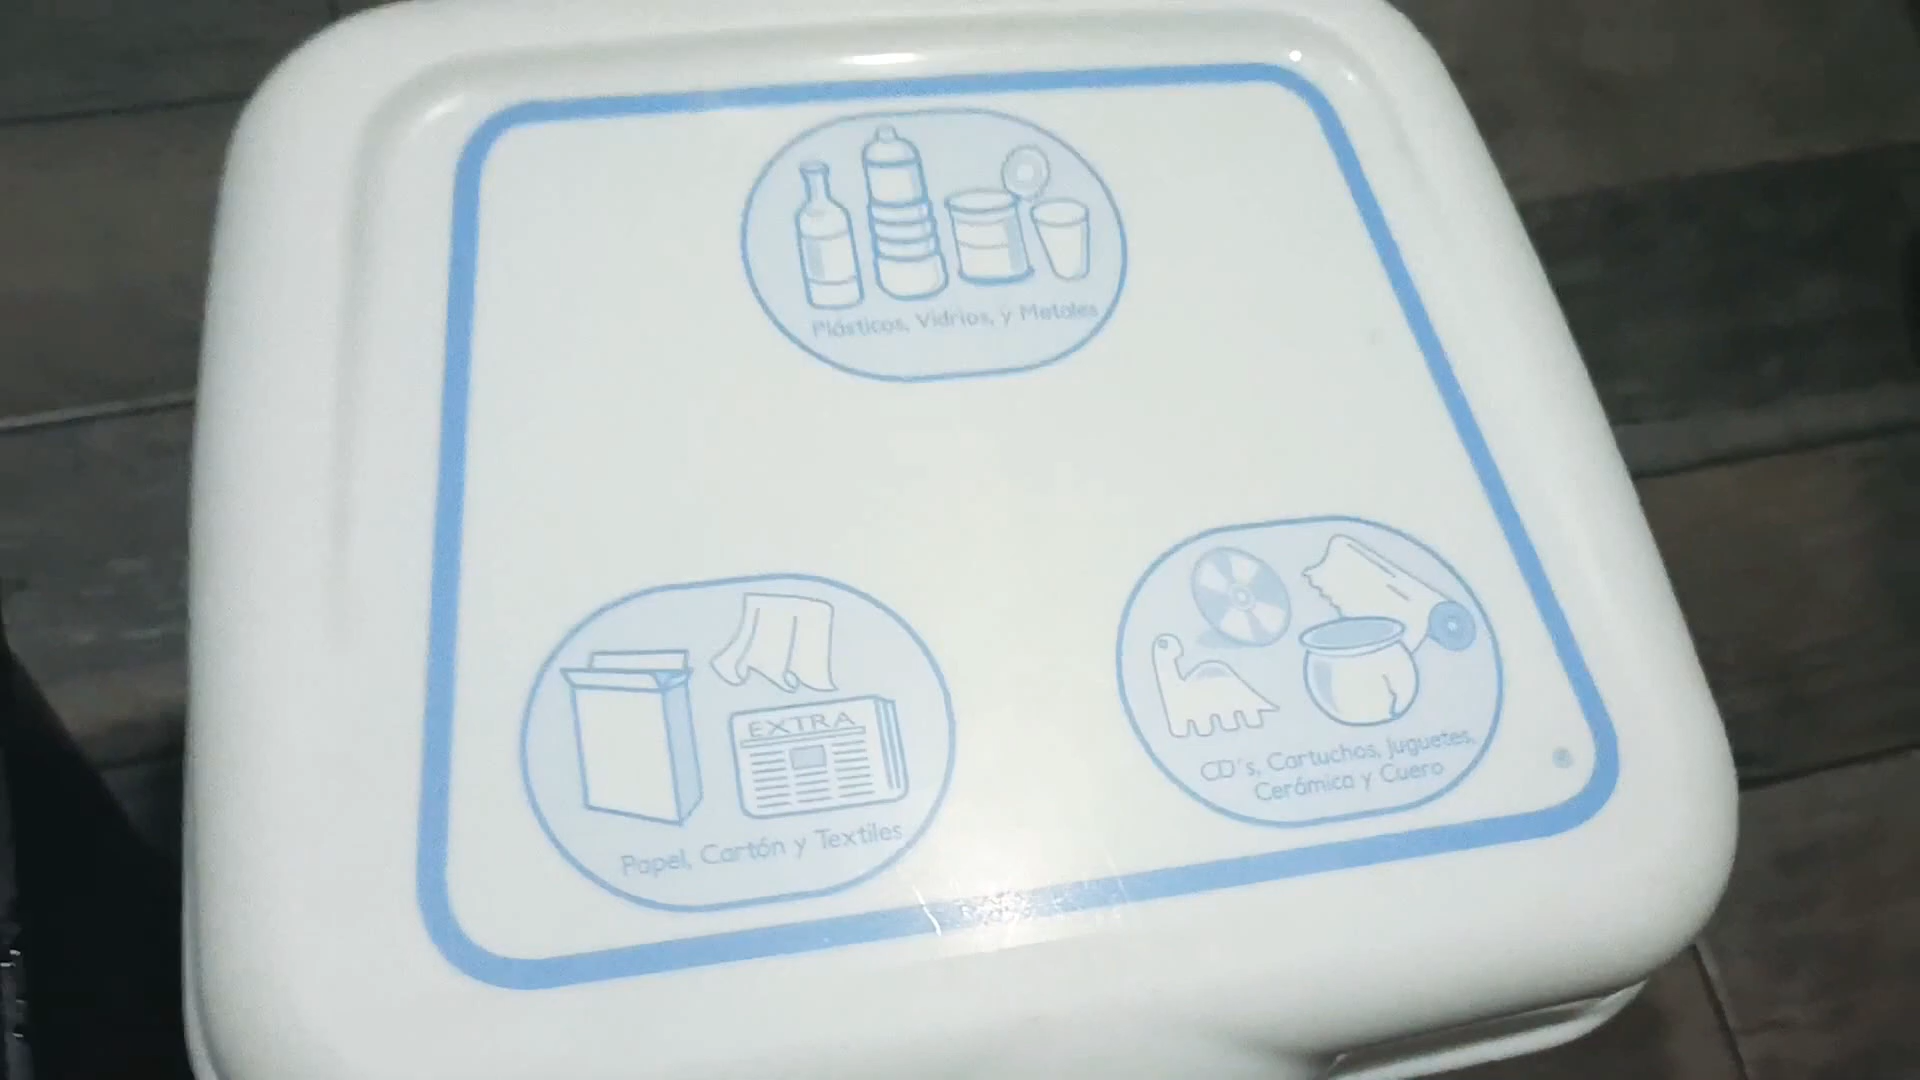 Plásticos, Vidrios, y Metales
EXTRA
Papel, Cartón y Textiles
CD's, Cartuchos, juguetes,
Cerámica y Cuero
®